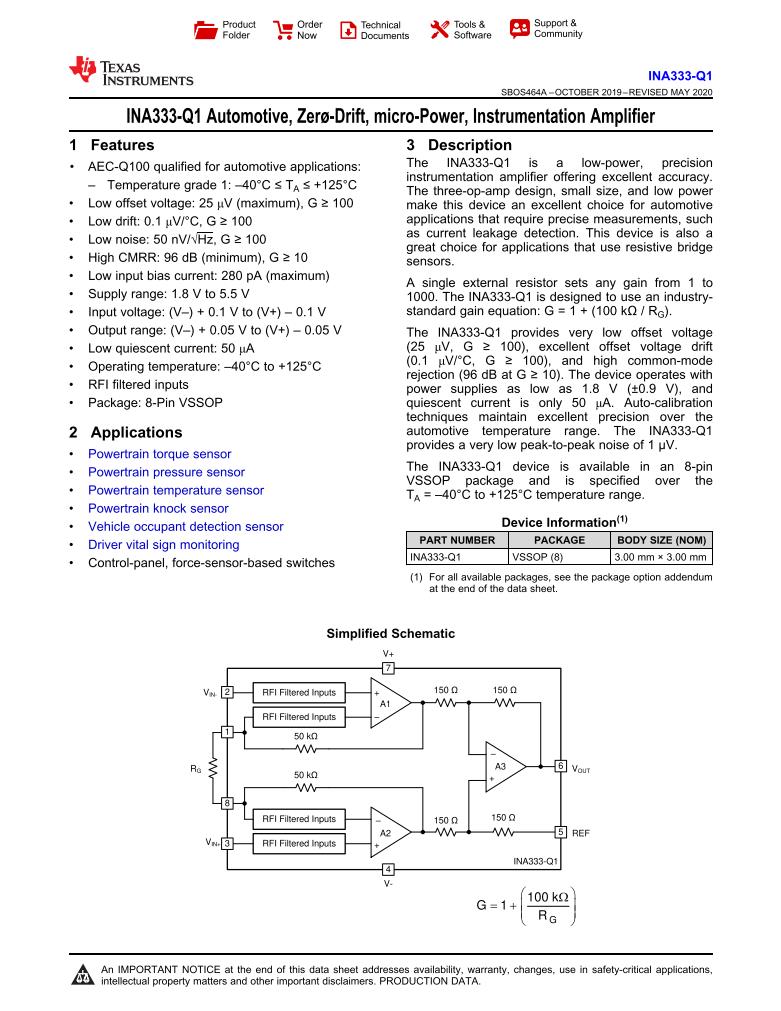 Product
Folder
Order
Now
Technical
Documents
Tools &
Software
Support &
Community
TEXAS
INSTRUMENTS
INA333-Q1
SBOS464A – OCTOBER 2019 – REVISED MAY 2020
INA333-Q1 Automotive, Zerø-Drift, micro-Power, Instrumentation Amplifier
1 Features
• AEC-Q100 qualified for automotive applications:
– Temperature grade 1: –40°C ≤ TA ≤ +125°C
• Low offset voltage: 25 μV (maximum), G ≥ 100
• Low drift: 0.1 μV/°C, G ≥ 100
• Low noise: 50 nV/√Hz, G ≥ 100
• High CMRR: 96 dB (minimum), G ≥ 10
• Low input bias current: 280 pA (maximum)
• Supply range: 1.8 V to 5.5 V
• Input voltage: (V–) + 0.1 V to (V+) – 0.1 V
• Output range: (V–) + 0.05 V to (V+) – 0.05 V
• Low quiescent current: 50 μA
• Operating temperature: –40°C to +125°C
• RFI filtered inputs
• Package: 8-Pin VSSOP
2 Applications
• Powertrain torque sensor
• Powertrain pressure sensor
• Powertrain temperature sensor
• Powertrain knock sensor
• Vehicle occupant detection sensor
• Driver vital sign monitoring
• Control-panel, force-sensor-based switches
3 Description
The INA333-Q1 is a low-power, precision
instrumentation amplifier offering excellent accuracy.
The three-op-amp design, small size, and low power
make this device an excellent choice for automotive
applications that require precise measurements, such
as current leakage detection. This device is also a
great choice for applications that use resistive bridge
sensors.
A single external resistor sets any gain from 1 to
1000. The INA333-Q1 is designed to use an industry-
standard gain equation: G = 1 + (100 kΩ / RG).
The INA333-Q1 provides very low offset voltage
(25 μV, G ≥ 100), excellent offset voltage drift
(0.1 μV/°C, G ≥ 100), and high common-mode
rejection (96 dB at G ≥ 10). The device operates with
power supplies as low as 1.8 V (±0.9 V), and
quiescent current is only 50 μA. Auto-calibration
techniques maintain excellent precision over the
automotive temperature range. The INA333-Q1
provides a very low peak-to-peak noise of 1 µV.
The INA333-Q1 device is available in an 8-pin
VSSOP package and is specified over the
TA = –40°C to +125°C temperature range.
Device Information(1)
PART NUMBER PACKAGE BODY SIZE (NOM)
INA333-Q1 VSSOP (8) 3.00 mm × 3.00 mm
(1) For all available packages, see the package option addendum
at the end of the data sheet.
Simplified Schematic
V+
7
VIN- 2 RFI Filtered Inputs + 150 Ω 150 Ω
A1
RFI Filtered Inputs –
1 50 kΩ
–
RG A3 6 VOUT
50 kΩ +
8
RFI Filtered Inputs – 150 Ω 150 Ω
A2 5 REF
VIN+ 3 RFI Filtered Inputs +
INA333-Q1
4
V-
G = 1 + (100 kΩ / RG)
An IMPORTANT NOTICE at the end of this data sheet addresses availability, warranty, changes, use in safety-critical applications,
intellectual property matters and other important disclaimers. PRODUCTION DATA.